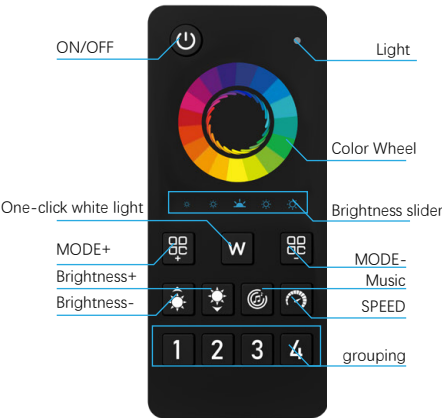 ON/OFF
Light
Color Wheel
One-click white light
Brightness slider
W
MODE+
MODE-
Brightness+
Music
Brightness-
SPEED
1 2 3 4
grouping